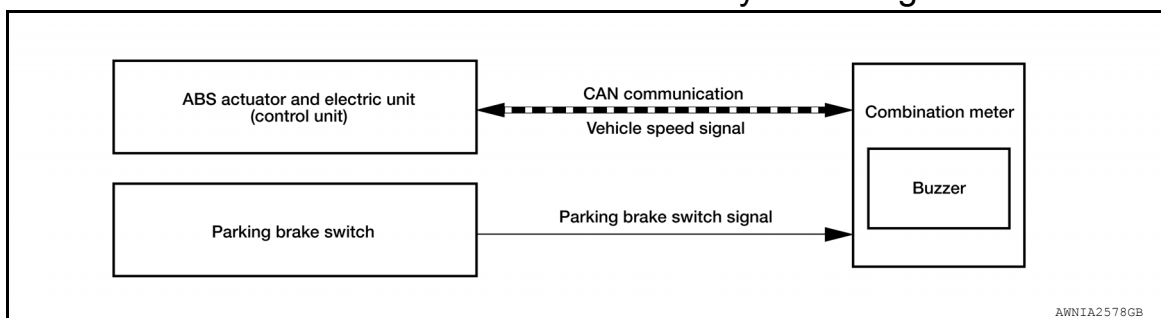 ABS actuator and electric unit
(control unit)
CAN communication
Vehicle speed signal
Combination meter
Buzzer
Parking brake switch
Parking brake switch signal
AWNIA2578GB